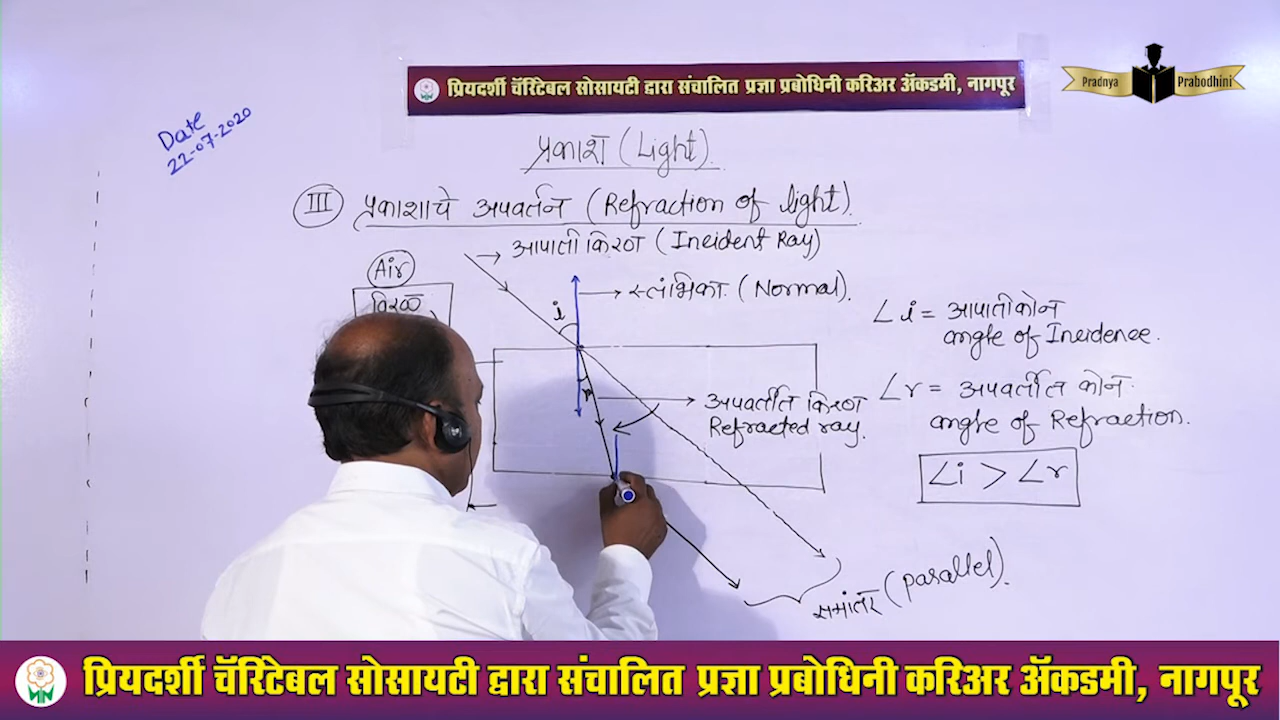 प्रियदर्शी चॅरिटेबल सोसायटी द्वारा संचालित प्रज्ञा प्रबोधिनी करिअर ॲकडमी, नागपूर
Pradnya Prabodhini
Date
22-07-2020
प्रकाश (Light).
III प्रकाशाचे अपवर्तन (Refraction of light).
→ आपाती किरण (Incident Ray)
Air
विरळ
i
→ स्तंभिका (Normal).
∠i = आपाती कोन
angle of Incidence.
r
→ अपवर्तीत किरण
Refracted ray.
∠r = अपवर्तीत कोन
angle of Refraction.
∠i > ∠r
समांतर (parallel).
प्रियदर्शी चॅरिटेबल सोसायटी द्वारा संचालित प्रज्ञा प्रबोधिनी करिअर ॲकडमी, नागपूर